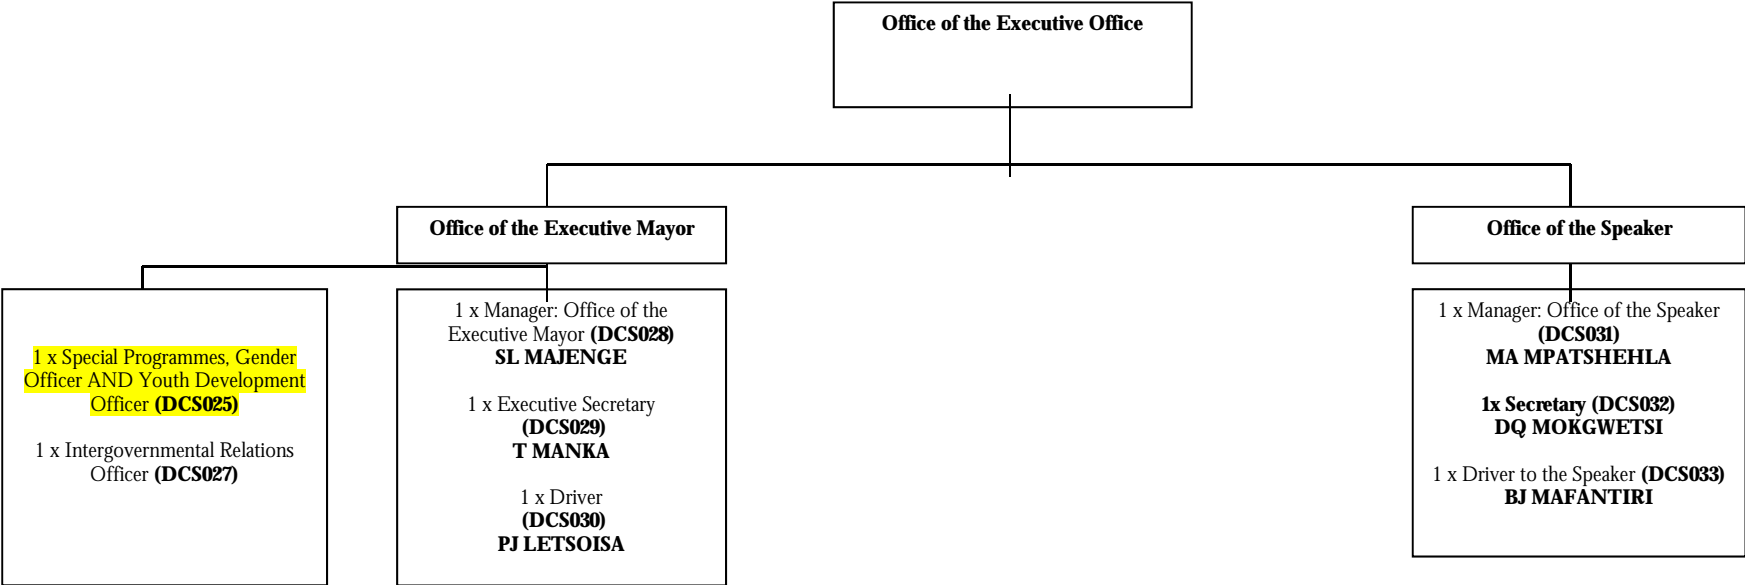 Office of the Executive Office
Office of the Executive Mayor
Office of the Speaker
1 x Special Programmes, Gender
Officer AND Youth Development
Officer (DCS025)
1 x Intergovernmental Relations
Officer (DCS027)
1 x Manager: Office of the
Executive Mayor (DCS028)
SL MAJENGE
1 x Executive Secretary
(DCS029)
T MANKA
1 x Driver
(DCS030)
PJ LETSOISA
1 x Manager: Office of the Speaker
(DCS031)
MA MPATSHEHLA
1x Secretary (DCS032)
DQ MOKGWETSI
1 x Driver to the Speaker (DCS033)
BJ MAFANTIRI